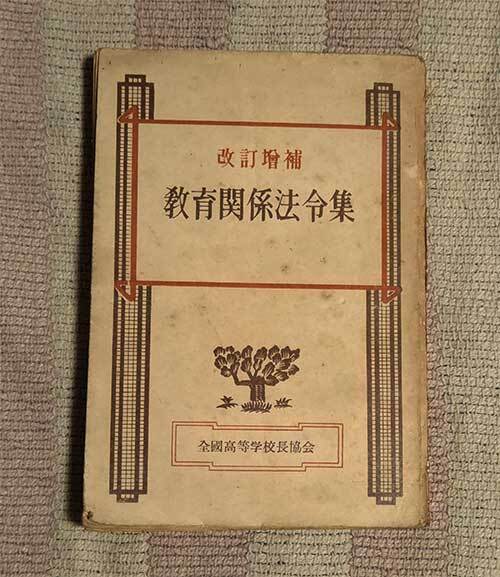 改訂増補
教育関係法令集
全國高等学校長協会